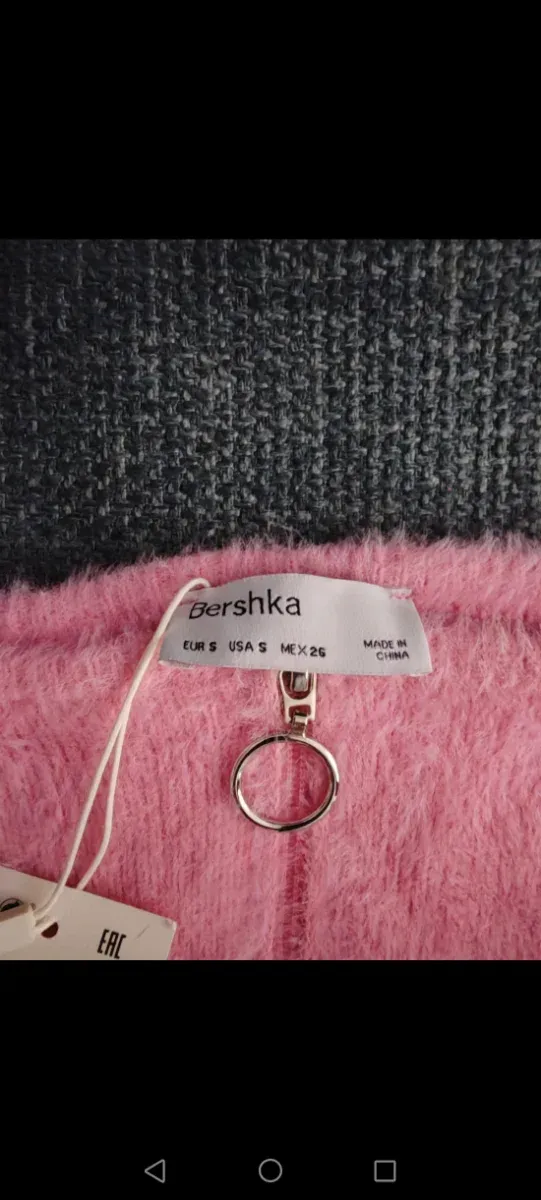 Bershka
EUR S USA S MEX 26 MADE IN
CHINA
EAC